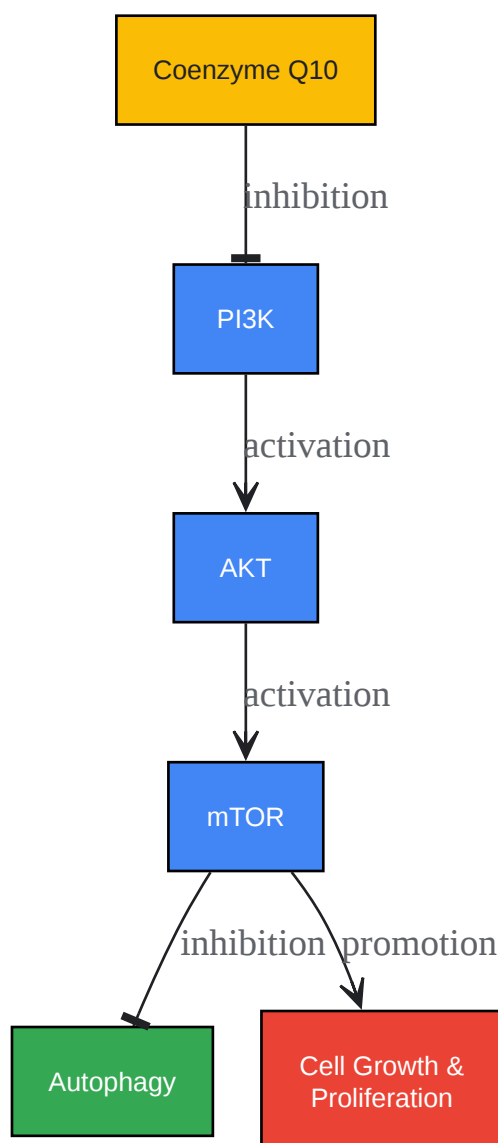 Coenzyme Q10
inhibition
PI3K
activation
AKT
activation
mTOR
inhibition promotion
Autophagy
Cell Growth &
Proliferation